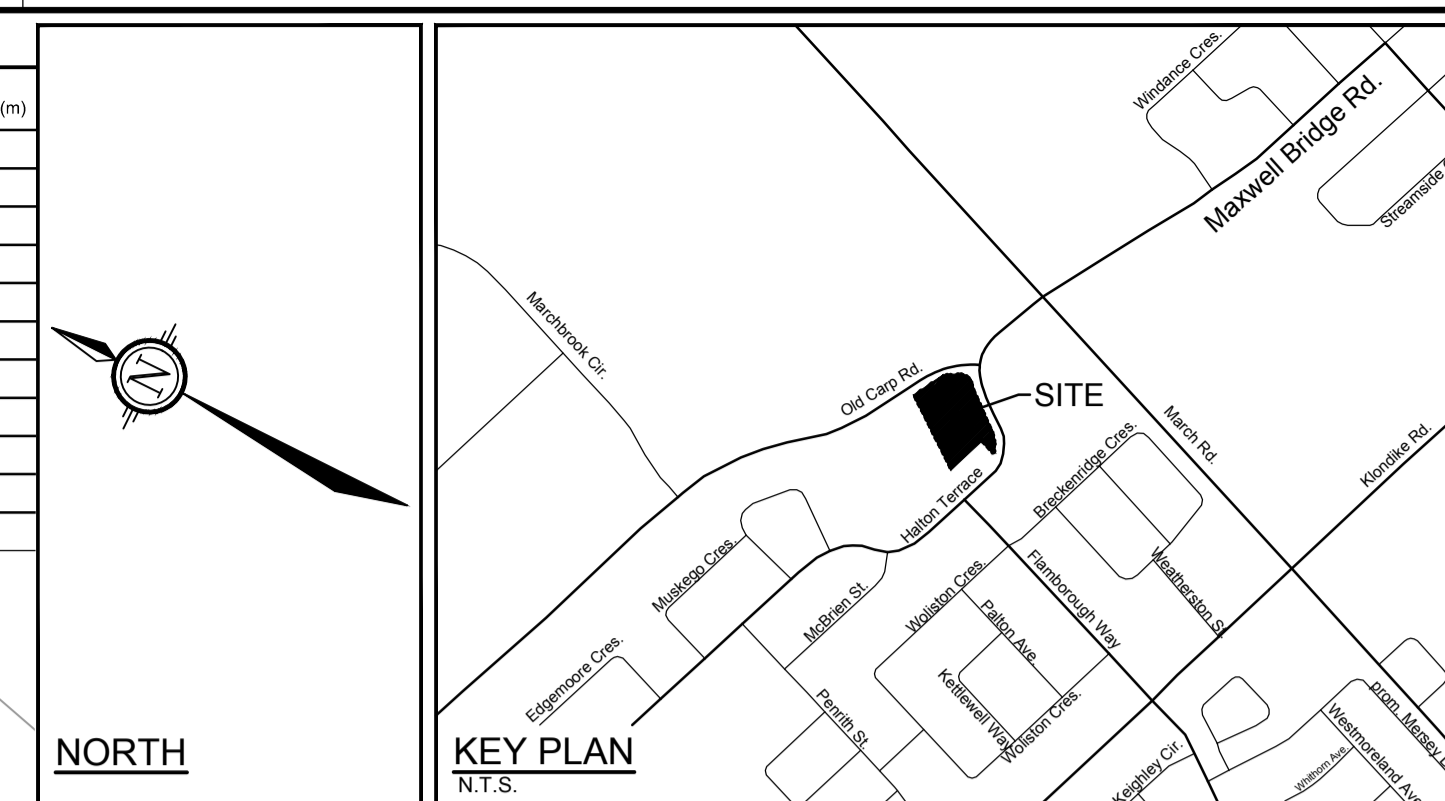 (m)
N
NORTH
Windance Cres.
Maxwell Bridge Rd.
Streamside
Marchbrook Cir.
Old Carp Rd.
SITE
March Rd.
Klondike Rd.
Breckenridge Cres.
Halton Terrace
Muskego Cres.
McBrien St.
Woliston Cres.
Flamborough Way
Weatherston St
Palton Ave.
Edgemoore Cres.
Kettlewell Way
Woliston Cres.
Penrith St.
prom. Mersey
Westmoreland Ave
Whithorn Ave.
Keighley Cir.
KEY PLAN
N.T.S.